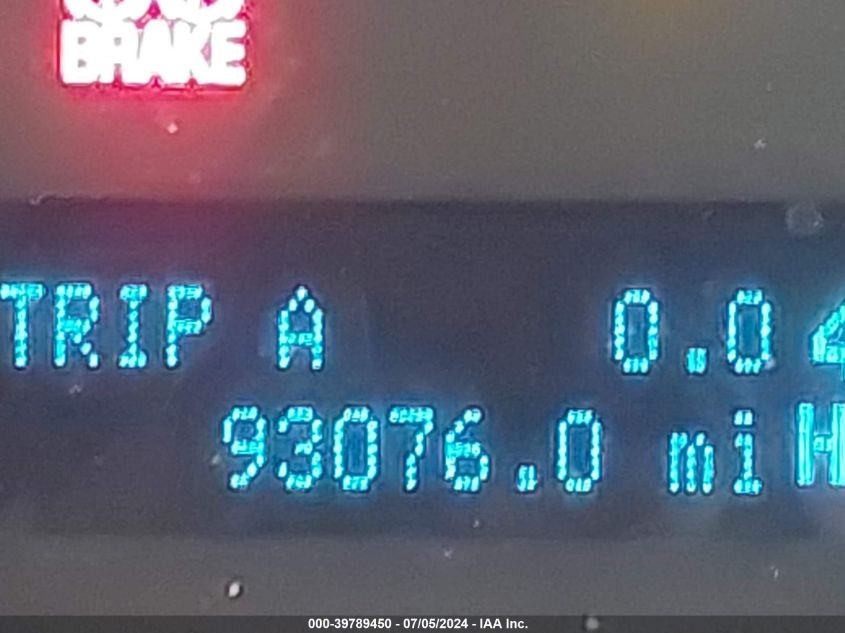 BRAKE
TRIP A 0.0
93076.0 mi H
000-39789450 - 07/05/2024 - IAA Inc.